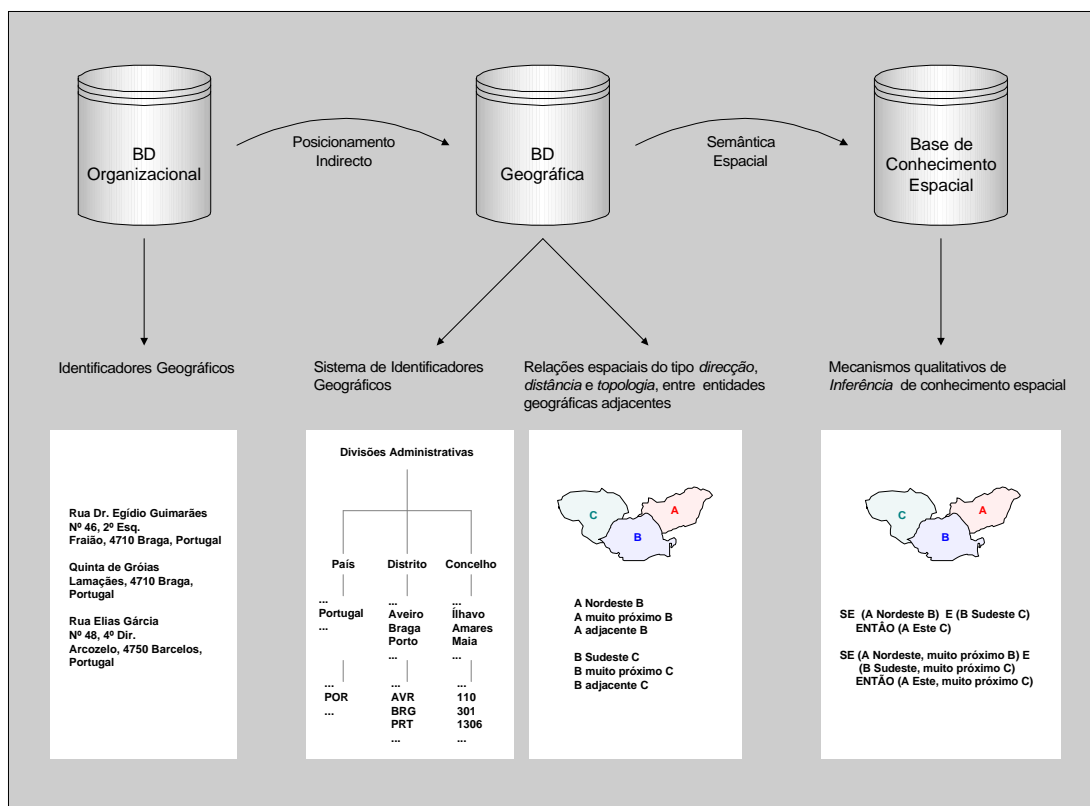 BD
Organizacional
Posicionamento
Indirecto
BD
Geográfica
Semântica
Espacial
Base de
Conhecimento
Espacial
Identificadores Geográficos
Sistema de Identificadores
Geográficos
Relações espaciais do tipo direcção,
distância e topologia, entre entidades
geográficas adjacentes
Mecanismos qualitativos de
Inferência de conhecimento espacial
Rua Dr. Egídio Guimarães
Nº 46, 2º Esq.
Fraião, 4710 Braga, Portugal
Quinta de Gróias
Lamaçães, 4710 Braga,
Portugal
Rua Elias Gárcia
Nº 48, 4º Dir.
Arcozelo, 4750 Barcelos,
Portugal
Divisões Administrativas
País
Distrito
Concelho
...
Portugal
...
...
Aveiro
Braga
Porto
...
...
Ílhavo
Amares
Maia
...
...
POR
...
...
AVR
BRG
PRT
...
...
110
301
1306
...
C
A
B
A Nordeste B
A muito próximo B
A adjacente B
B Sudeste C
B muito próximo C
B adjacente C
C
A
B
SE (A Nordeste B) E (B Sudeste C)
ENTÃO (A Este C)
SE (A Nordeste, muito próximo B) E
(B Sudeste, muito próximo C)
ENTÃO (A Este, muito próximo C)